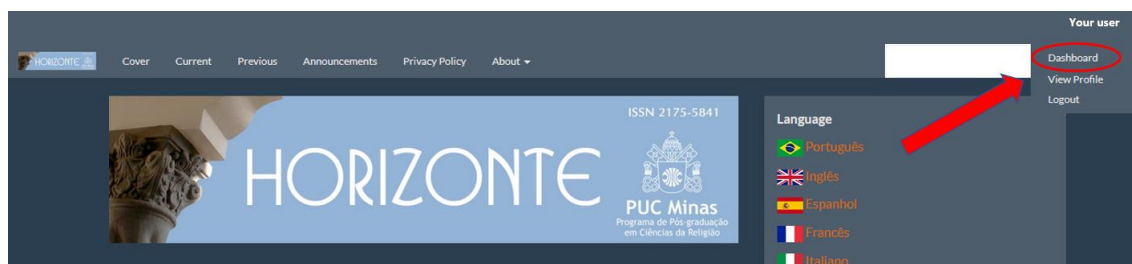 Your user
HORIZONTE
Cover Current Previous Announcements Privacy Policy About
Dashboard
View Profile
Logout
ISSN 2175-5841
HORIZONTE
PUC Minas
Programa de Pós-graduação
em Ciências da Religião
Language
Português
Inglês
Espanhol
Francês
Italiano